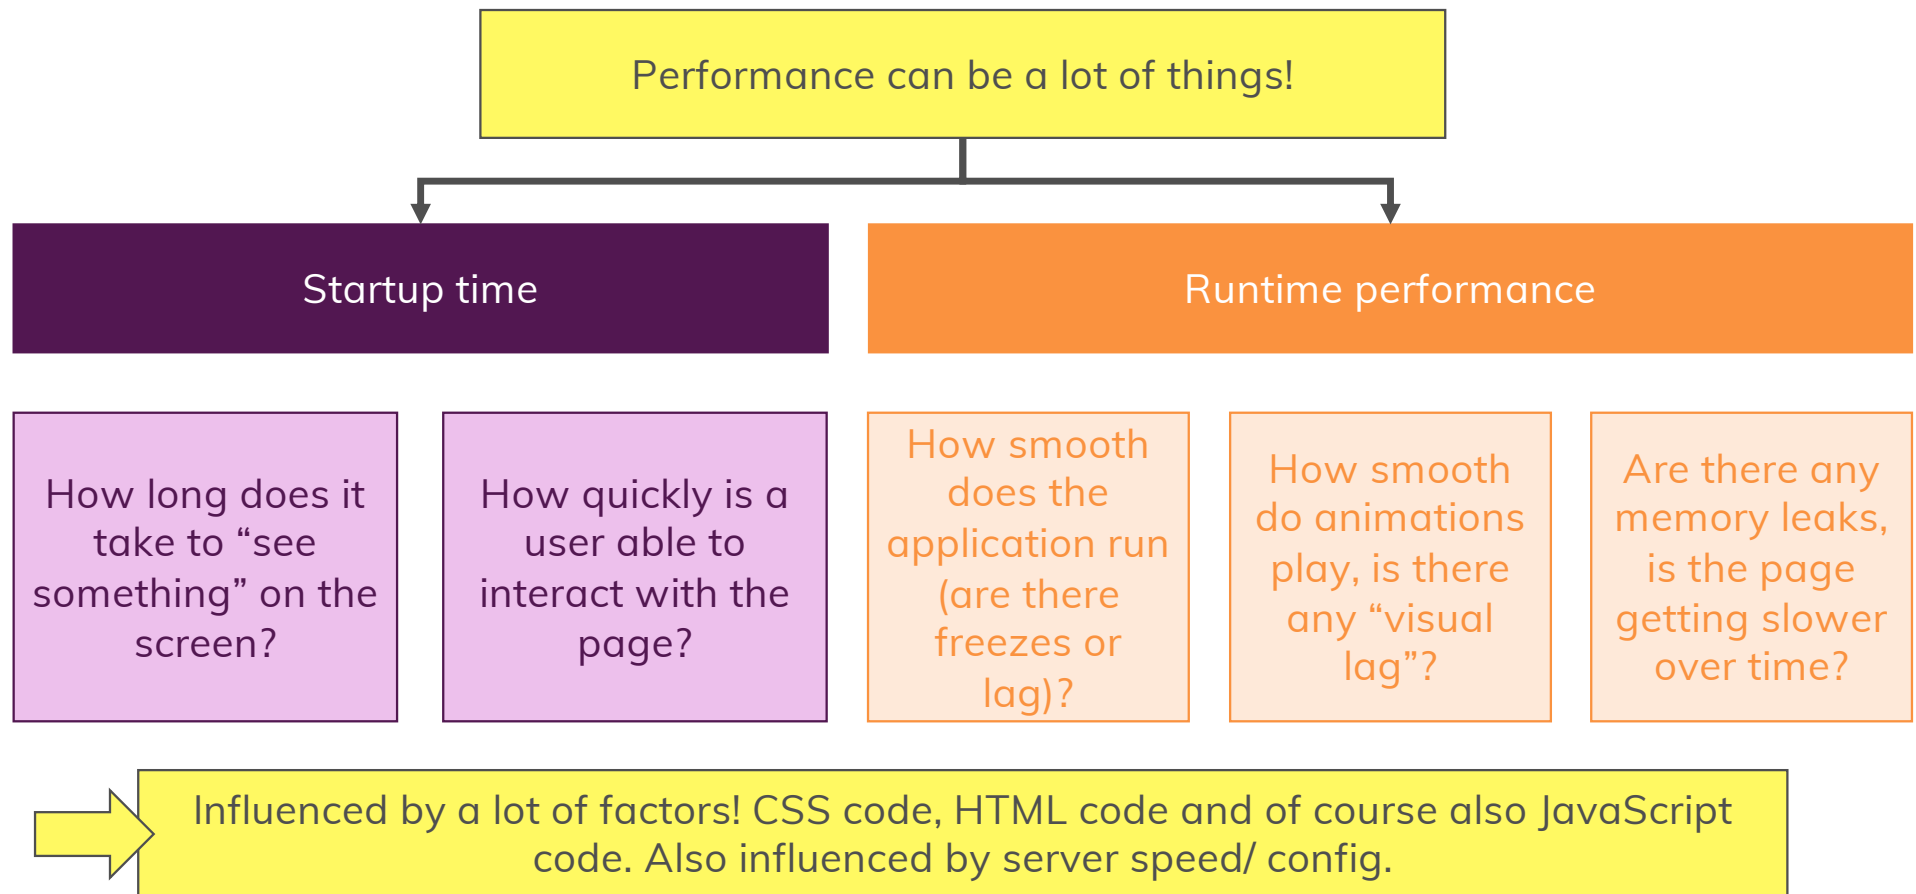 Performance can be a lot of things!
Startup time
Runtime performance
How long does it
take to “see
something” on the
screen?
How quickly is a
user able to
interact with the
page?
How smooth
does the
application run
(are there
freezes or
lag)?
How smooth
do animations
play, is there
any “visual
lag”?
Are there any
memory leaks,
is the page
getting slower
over time?
Influenced by a lot of factors! CSS code, HTML code and of course also JavaScript
code. Also influenced by server speed/ config.